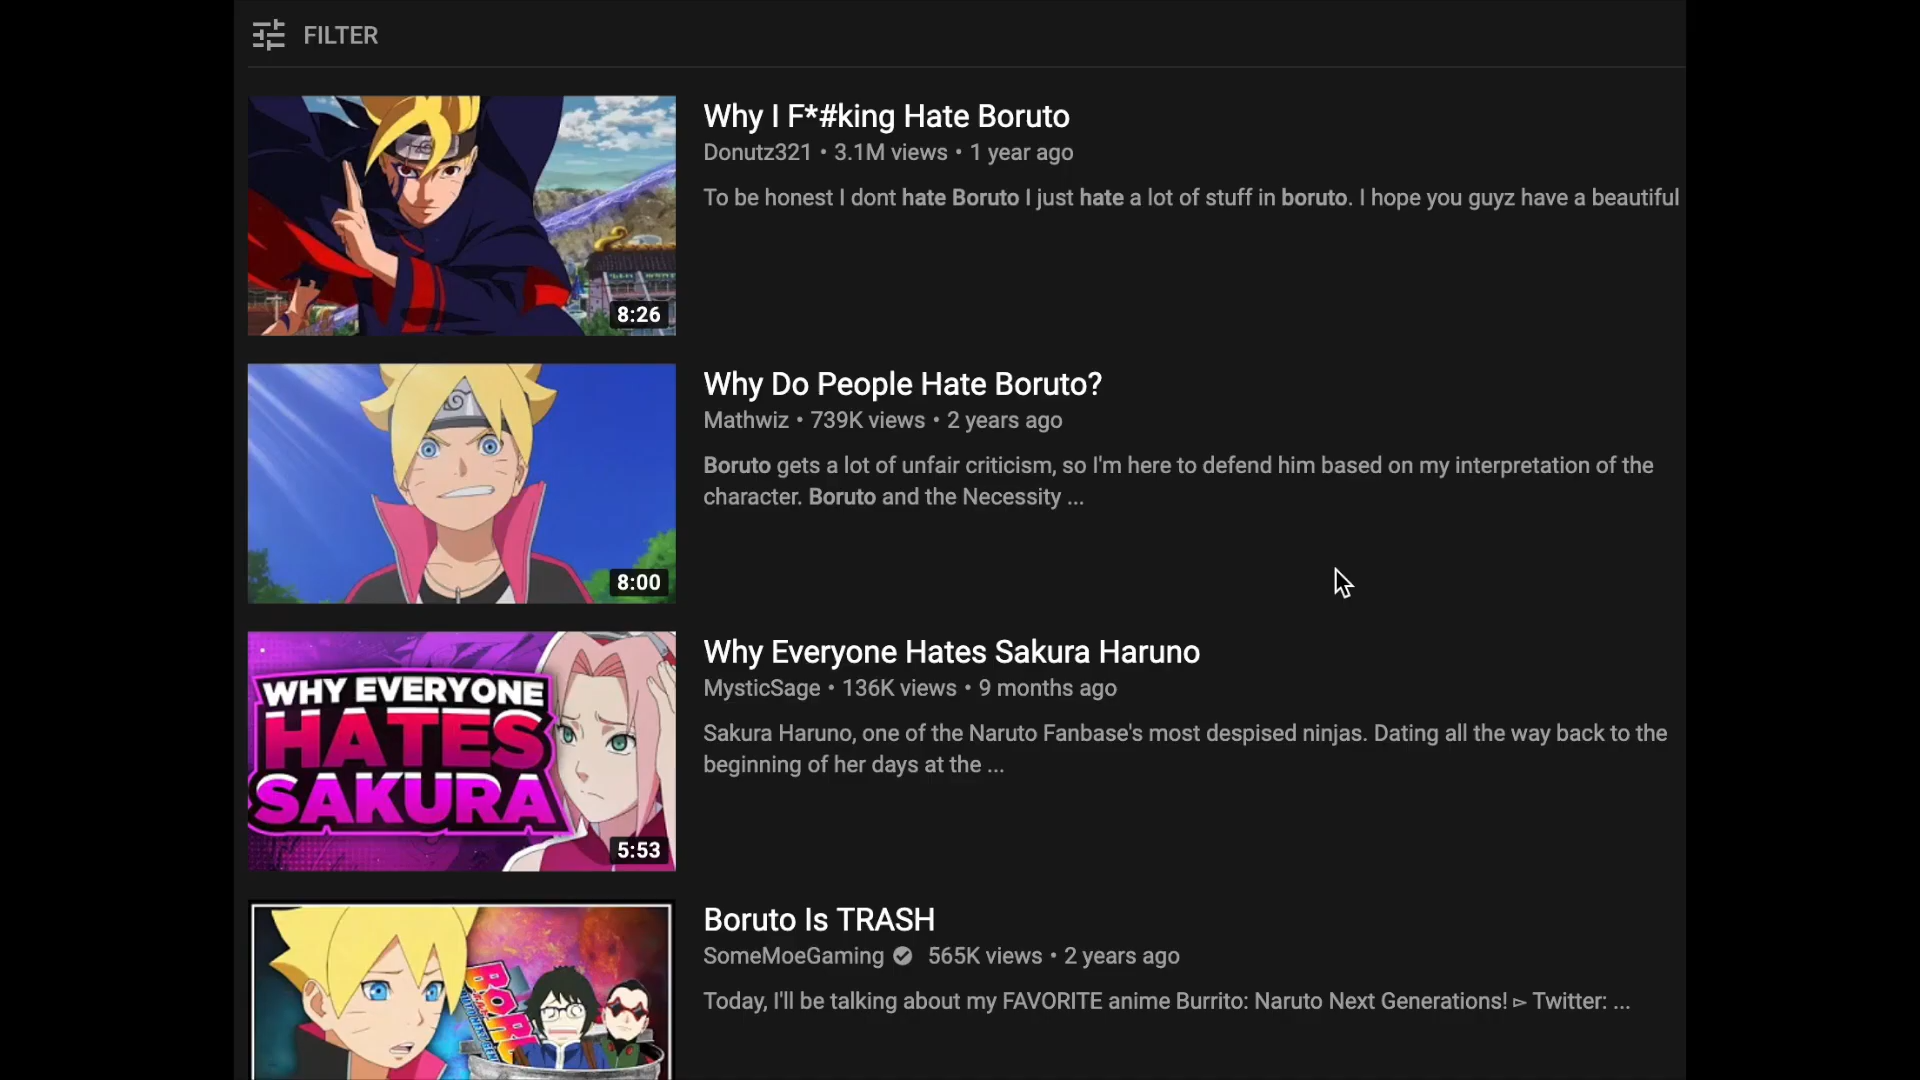 FILTER
Why I F*#king Hate Boruto
Donutz321 • 3.1M views • 1 year ago
To be honest I dont hate Boruto I just hate a lot of stuff in boruto. I hope you guyz have a beautiful
8:26
Why Do People Hate Boruto?
Mathwiz • 739K views • 2 years ago
Boruto gets a lot of unfair criticism, so I'm here to defend him based on my interpretation of the
character. Boruto and the Necessity ...
8:00
Why Everyone Hates Sakura Haruno
MysticSage • 136K views • 9 months ago
Sakura Haruno, one of the Naruto Fanbase's most despised ninjas. Dating all the way back to the
beginning of her days at the ...
WHY EVERYONE
HATES
SAKURA
5:53
Boruto Is TRASH
SomeMoeGaming 565K views • 2 years ago
Today, I'll be talking about my FAVORITE anime Burrito: Naruto Next Generations! ▻ Twitter: ...